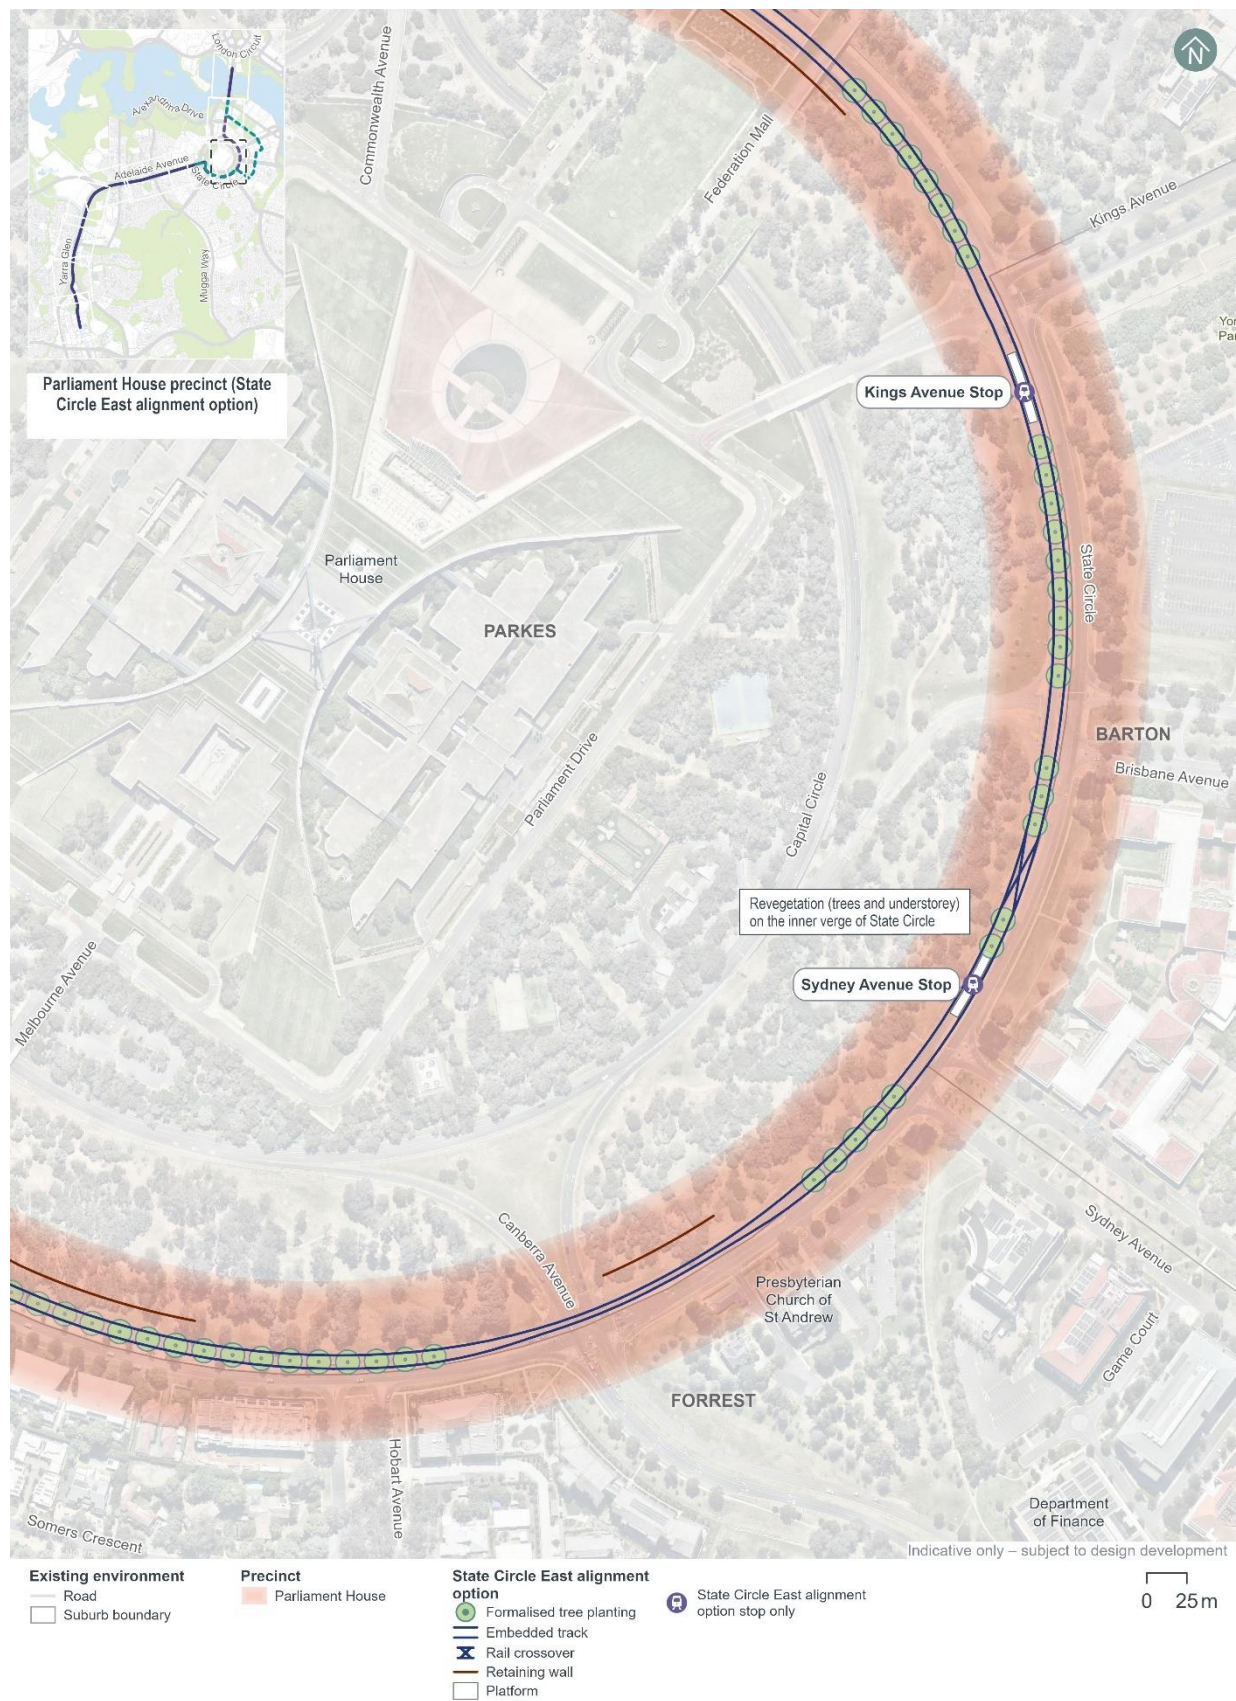 London Circuit
Alexandrina Drive
Adelaide Avenue
State Circle
Yarra Glen
Mugga Way
Parliament House precinct (State
Circle East alignment option)
N
Commonwealth Avenue
Federation Mall
Kings Avenue
Kings Avenue Stop
Parliament
House
PARKES
State Circle
BARTON
Brisbane Avenue
Parliament Drive
Capital Circle
Revegetation (trees and understorey)
on the inner verge of State Circle
Sydney Avenue Stop
Melbourne Avenue
Canberra Avenue
Sydney Avenue
Presbyterian
Church of
St Andrew
Game Court
FORREST
Hobart Avenue
Somers Crescent
Department
of Finance
Indicative only – subject to design development
Existing environment
Road
Suburb boundary
Precinct
Parliament House
State Circle East alignment
option
Formalised tree planting
Embedded track
Rail crossover
Retaining wall
Platform
State Circle East alignment
option stop only
0 25 m